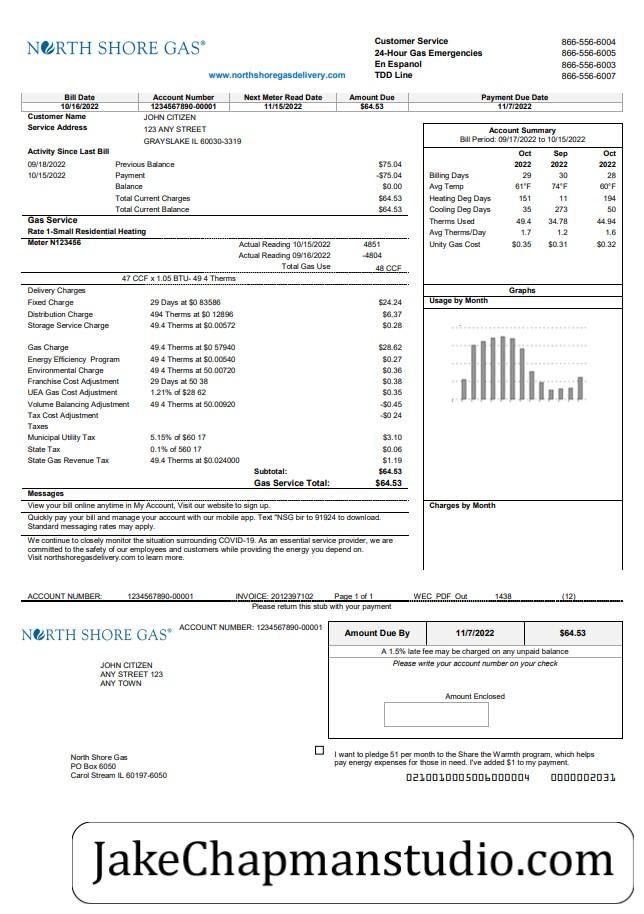 NORTH SHORE GAS®
www.northshoregasdelivery.com
Customer Service 866-556-6004
24-Hour Gas Emergencies 866-556-6005
En Espanol 866-556-6003
TDD Line 866-556-6007
Bill Date Account Number Next Meter Read Date Amount Due Payment Due Date
10/16/2022 1234567890-00001 11/15/2022 $64.53 11/7/2022
Customer Name JOHN CITIZEN
Service Address 123 ANY STREET
GRAYSLAKE IL 60030-3319
Activity Since Last Bill
09/18/2022 Previous Balance $75.04
10/15/2022 Payment -$75.04
Balance $0.00
Total Current Charges $64.53
Total Current Balance $64.53
Gas Service
Rate 1-Small Residential Heating
Meter N123456 Actual Reading 10/15/2022 4851
Actual Reading 09/16/2022 -4804
Total Gas Use 48 CCF
47 CCF x 1.05 BTU- 49 4 Therms
Delivery Charges
Fixed Charge 29 Days at $0 83586 $24.24
Distribution Charge 494 Therms at $0 12896 $6,37
Storage Service Charge 49.4 Therms at $0.00572 $0.28
Gas Charge 49.4 Therms at $0 57940 $28.62
Energy Efficiency Program 49 4 Therms at $0.00540 $0.27
Environmental Charge 49.4 Therms at 50.00720 $0.36
Franchise Cost Adjustment 29 Days at 50 38 $0.38
UEA Gas Cost Adjustment 1.21% of $28 62 $0.35
Volume Balancing Adjustment 49 4 Therms at 50.00920 -$0.45
Tax Cost Adjustment -$0 24
Taxes
Municipal Utility Tax 5.15% of $60 17 $3.10
State Tax 0.1% of 560 17 $0.06
State Gas Revenue Tax 49.4 Therms at $0.024000 $1.19
Subtotal: $64.53
Gas Service Total: $64.53
Messages
View your bill online anytime in My Account, Visit our website to sign up.
Quickly pay your bill and manage your account with our mobile app. Text "NSG bir to 91924 to download.
Standard messaging rates may apply.
We continue to closely monitor the situation surrounding COVID-19. As an essential service provider, we are
committed to the safety of our employees and customers while providing the energy you depend on.
Visit northshoregasdelivery.com to learn more.
Account Summary
Bill Period: 09/17/2022 to 10/15/2022
Oct Sep Oct
2022 2022 2022
Billing Days 29 30 28
Avg Temp 61°F 74°F 60°F
Heating Deg Days 151 11 194
Cooling Deg Days 35 273 50
Therms Used 49.4 34.78 44.94
Avg Therms/Day 1.7 1.2 1.6
Unity Gas Cost $0.35 $0.31 $0.32
Graphs
Usage by Month
Charges by Month
ACCOUNT NUMBER: 1234567890-00001 INVOICE: 2012397102 Page 1 of 1 WEC PDF Out 1438 (12)
Please return this stub with your payment
NORTH SHORE GAS® ACCOUNT NUMBER: 1234567890-00001
Amount Due By 11/7/2022 $64.53
A 1.5% late fee may be charged on any unpaid balance
Please write your account number on your check
Amount Enclosed
JOHN CITIZEN
ANY STREET 123
ANY TOWN
North Shore Gas
PO Box 6050
Carol Stream IL 60197-6050
I want to pledge 51 per month to the Share the Warmth program, which helps
pay energy expenses for those in need. I've added $1 to my payment.
0210010005006000004 0000002031
JakeChapmanstudio.com